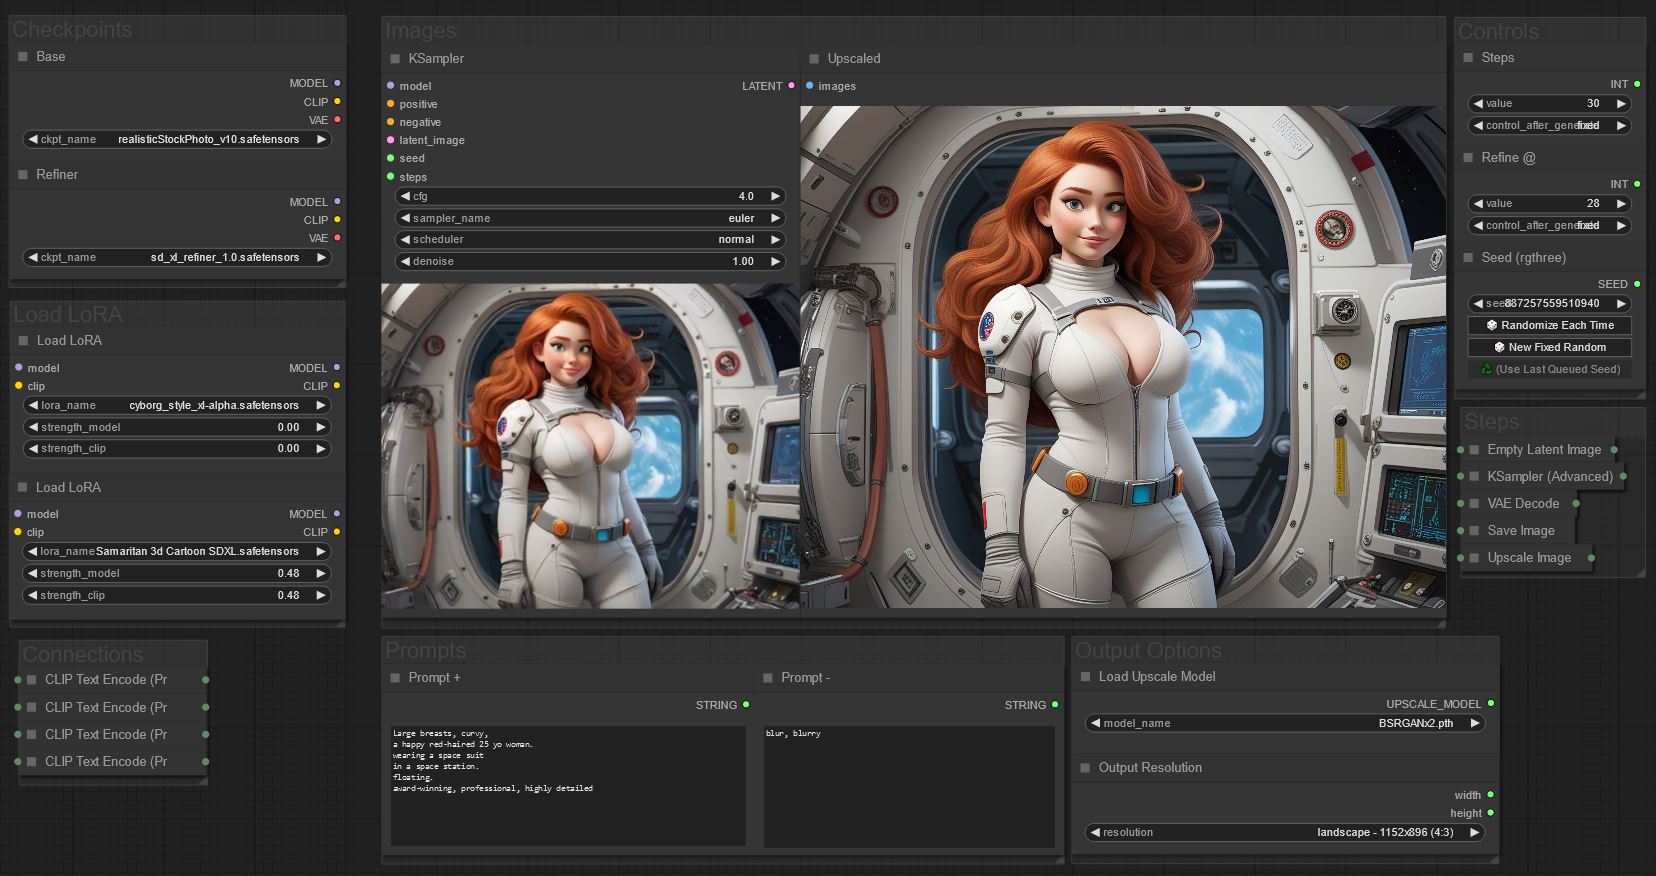 Checkpoints
Base
MODEL
CLIP
VAE
ckpt_name realisticStockPhoto_v10.safetensors
Refiner
MODEL
CLIP
VAE
ckpt_name sd_xl_refiner_1.0.safetensors
Load LoRA
Load LoRA
model MODEL
clip CLIP
lora_name cyborg_style_xl-alpha.safetensors
strength_model 0.00
strength_clip 0.00
Load LoRA
model MODEL
clip CLIP
lora_name Samaritan 3d Cartoon SDXL.safetensors
strength_model 0.48
strength_clip 0.48
Connections
CLIP Text Encode (Pr
CLIP Text Encode (Pr
CLIP Text Encode (Pr
CLIP Text Encode (Pr
Images
KSampler
model LATENT
positive
negative
latent_image
seed
steps
cfg 4.0
sampler_name euler
scheduler normal
denoise 1.00
Upscaled
images
Prompts
Prompt +
STRING
Large breasts, curvy,
a happy red-haired 25 yo woman.
wearing a space suit
in a space station.
floating.
award-winning, professional, highly detailed
Prompt -
STRING
blur, blurry
Output Options
Load Upscale Model
UPSCALE_MODEL
model_name BSRGANx2.pth
Output Resolution
width
height
resolution landscape - 1152x896 (4:3)
Controls
Steps
INT
value 30
control_after_gene fixed
Refine @
INT
value 28
control_after_gene fixed
Seed (rgthree)
SEED
887257559510940
Randomize Each Time
New Fixed Random
(Use Last Queued Seed)
Steps
Empty Latent Image
KSampler (Advanced)
VAE Decode
Save Image
Upscale Image